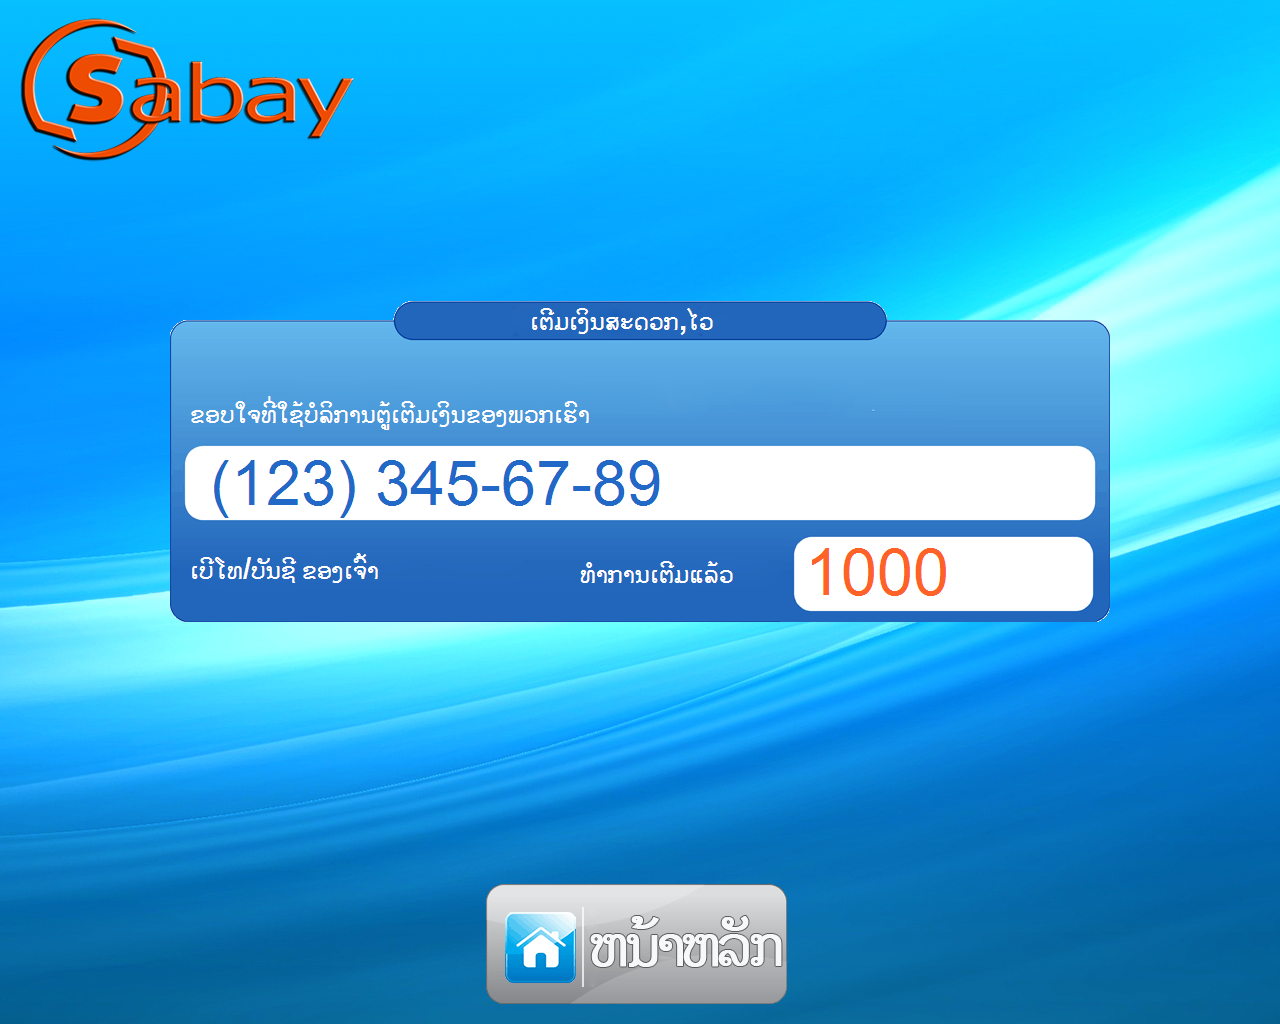 Sabay
ເຕີມເງິນສະດວກ,ໄວ
ຂອບໃຈທີ່ໃຊ້ບໍລິການຕູ້ເຕີມເງິນຂອງພວກເຮົາ
(123) 345-67-89
ເບີໂທ/ບັນຊີ ຂອງເຈົ້າ
ທຳການເຕີມແລ້ວ
1000
ຫນ້າຫລັກ